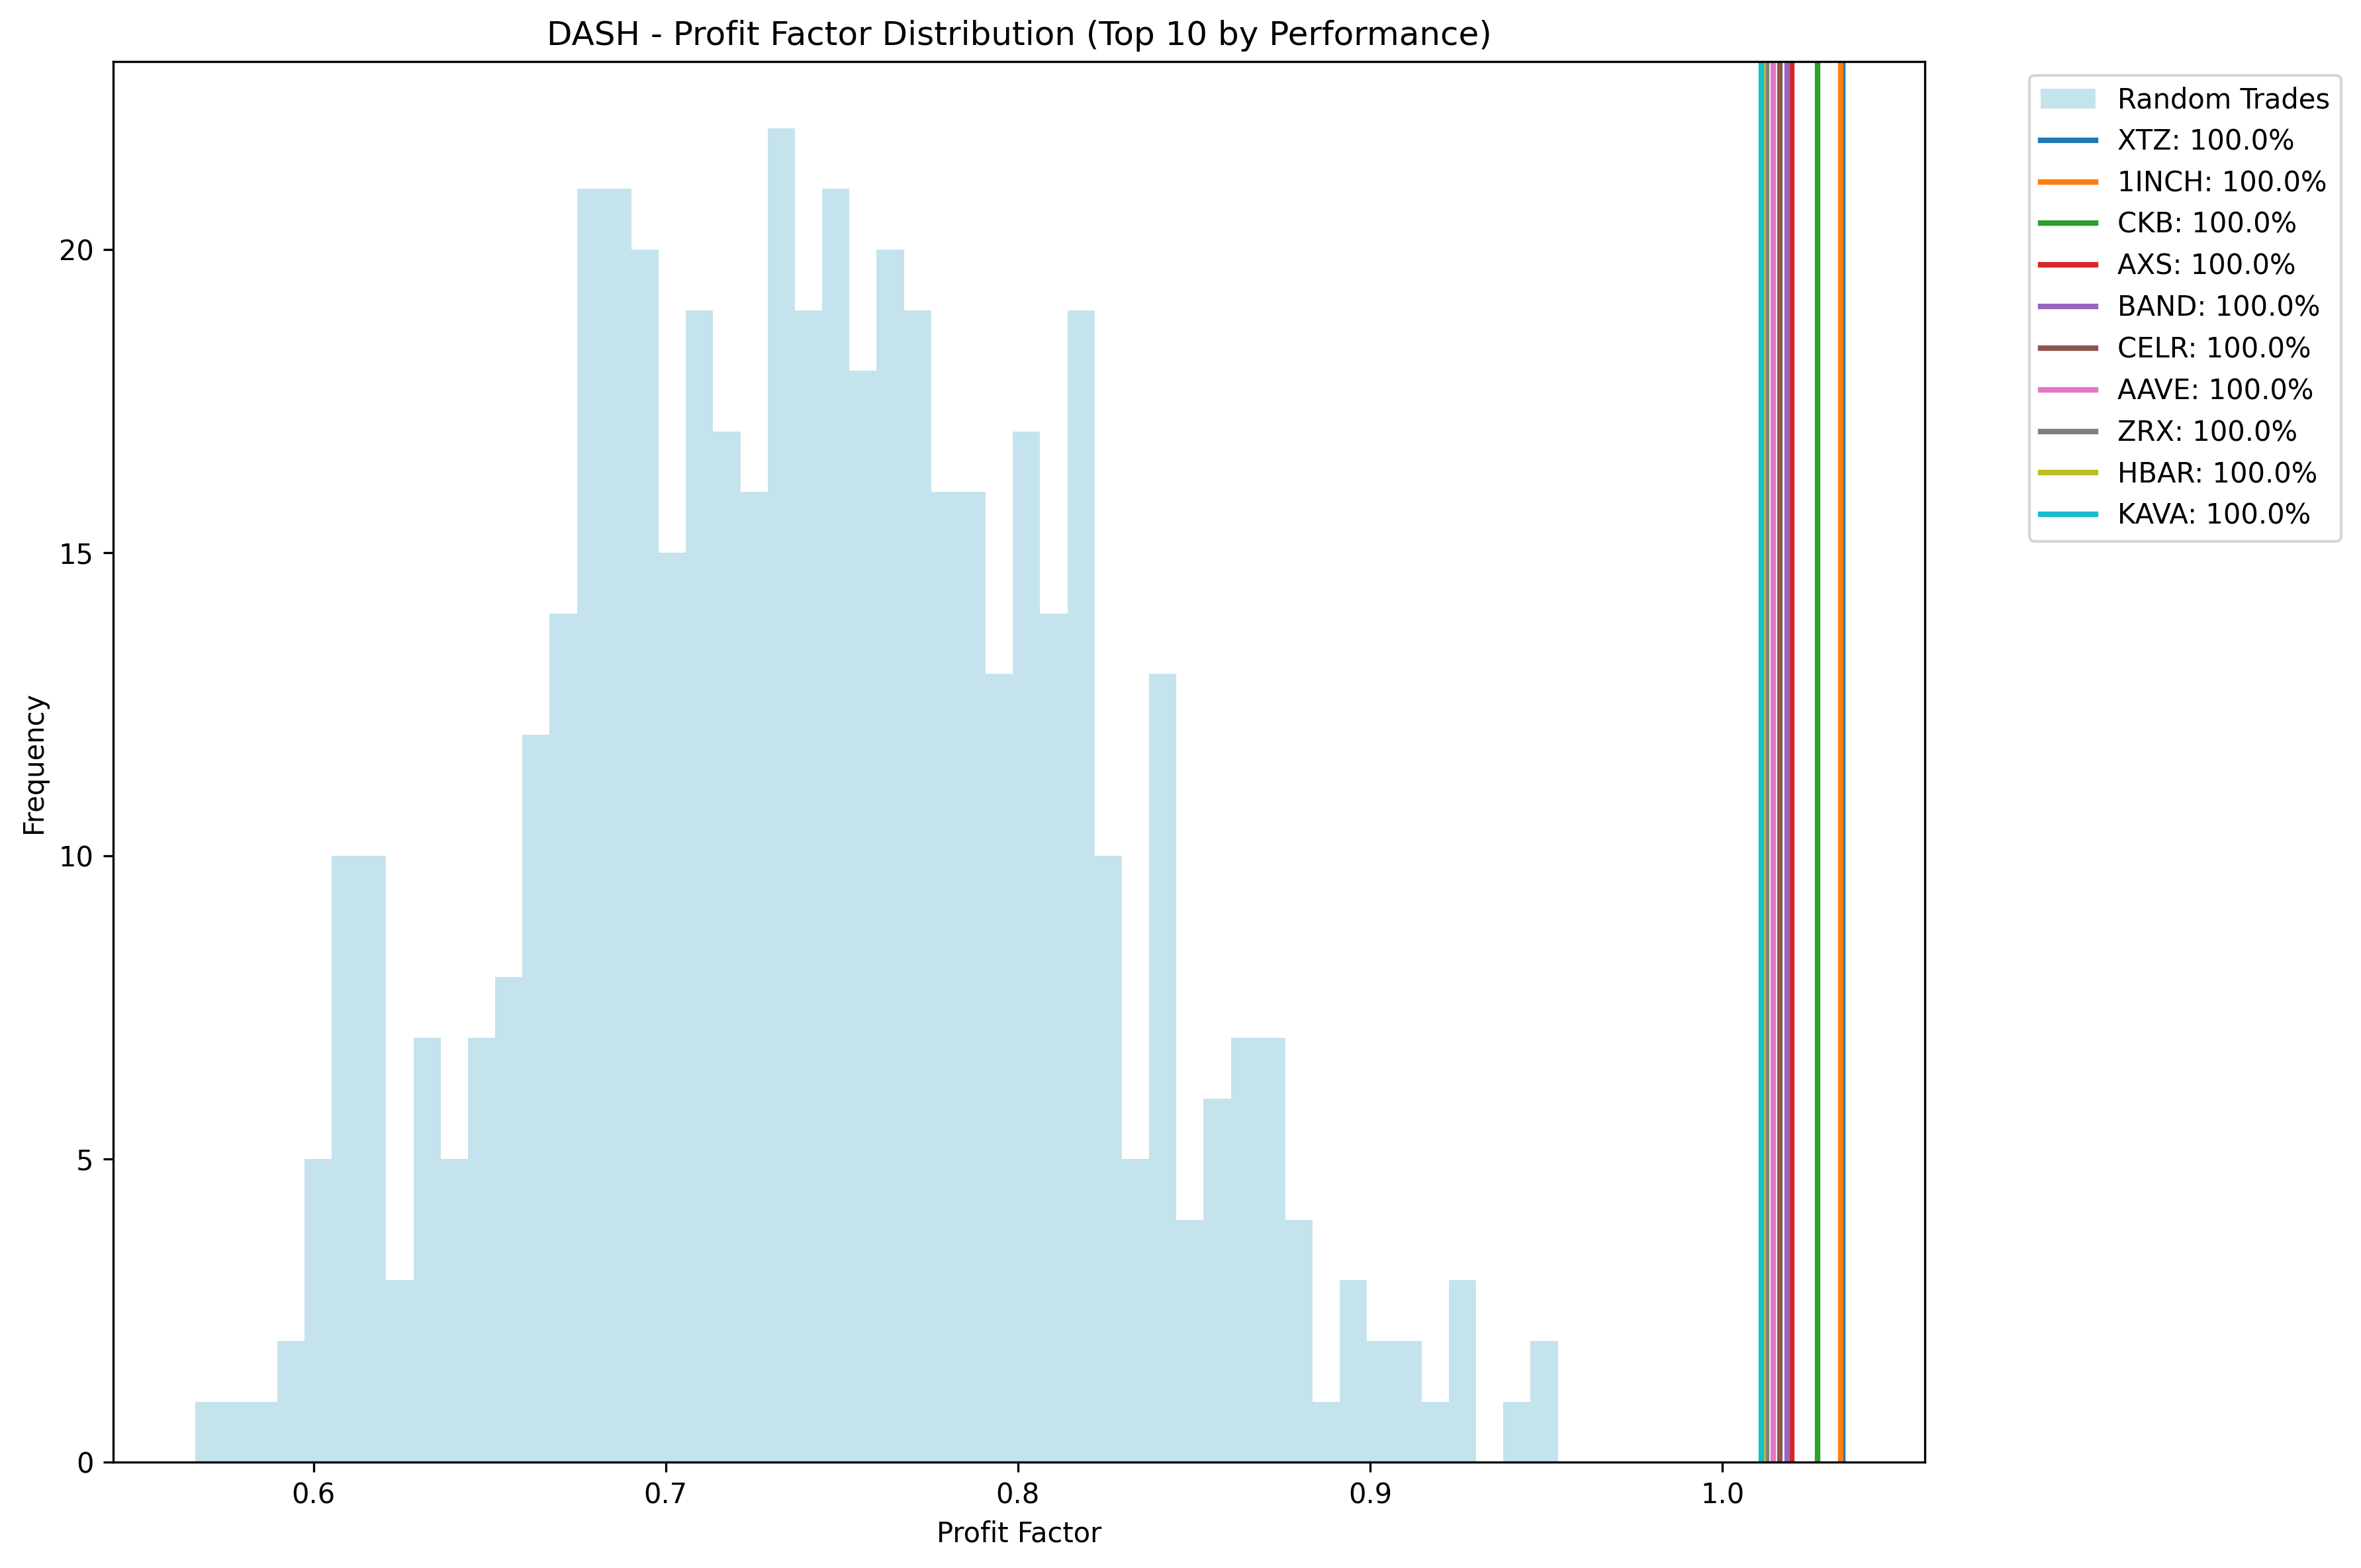 DASH - Profit Factor Distribution (Top 10 by Performance)
Frequency
20
15
10
5
0
0.6
0.7
0.8
0.9
1.0
Profit Factor
Random Trades
XTZ: 100.0%
1INCH: 100.0%
CKB: 100.0%
AXS: 100.0%
BAND: 100.0%
CELR: 100.0%
AAVE: 100.0%
ZRX: 100.0%
HBAR: 100.0%
KAVA: 100.0%